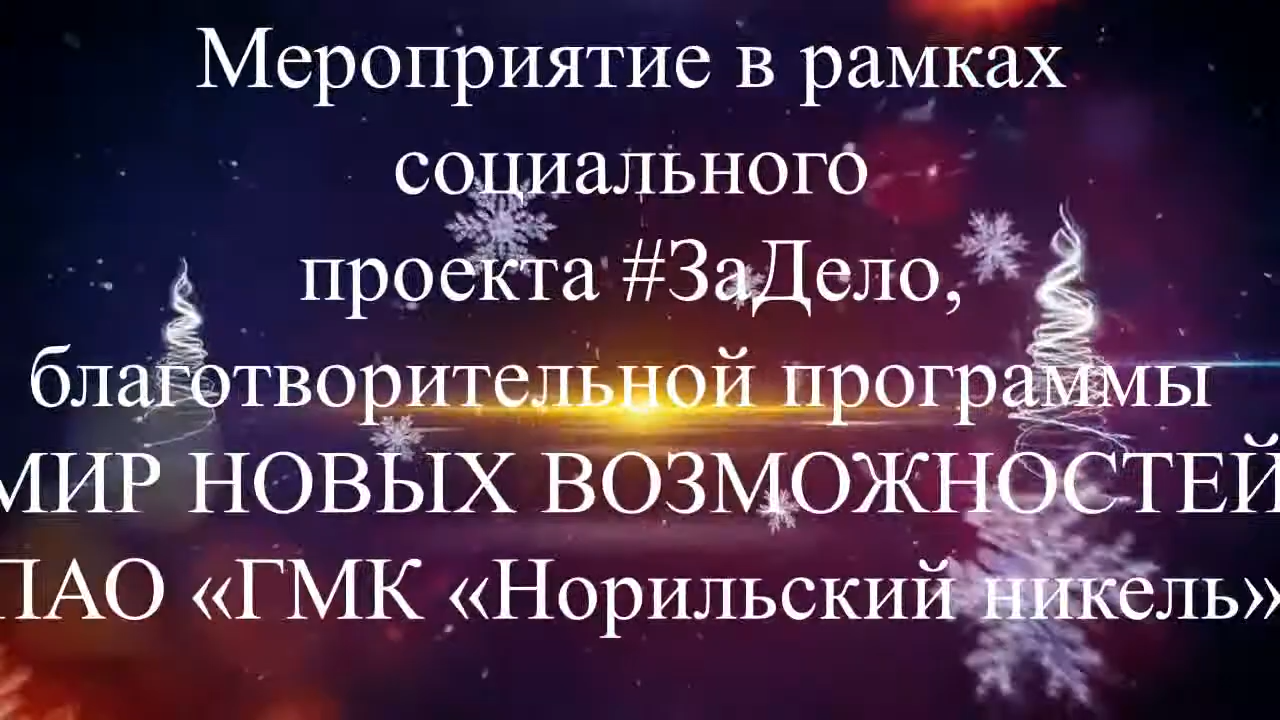 Мероприятие в рамках
социального
проекта #ЗаДело,
благотворительной программы
МИР НОВЫХ ВОЗМОЖНОСТЕЙ
ПАО «ГМК «Норильский никель»